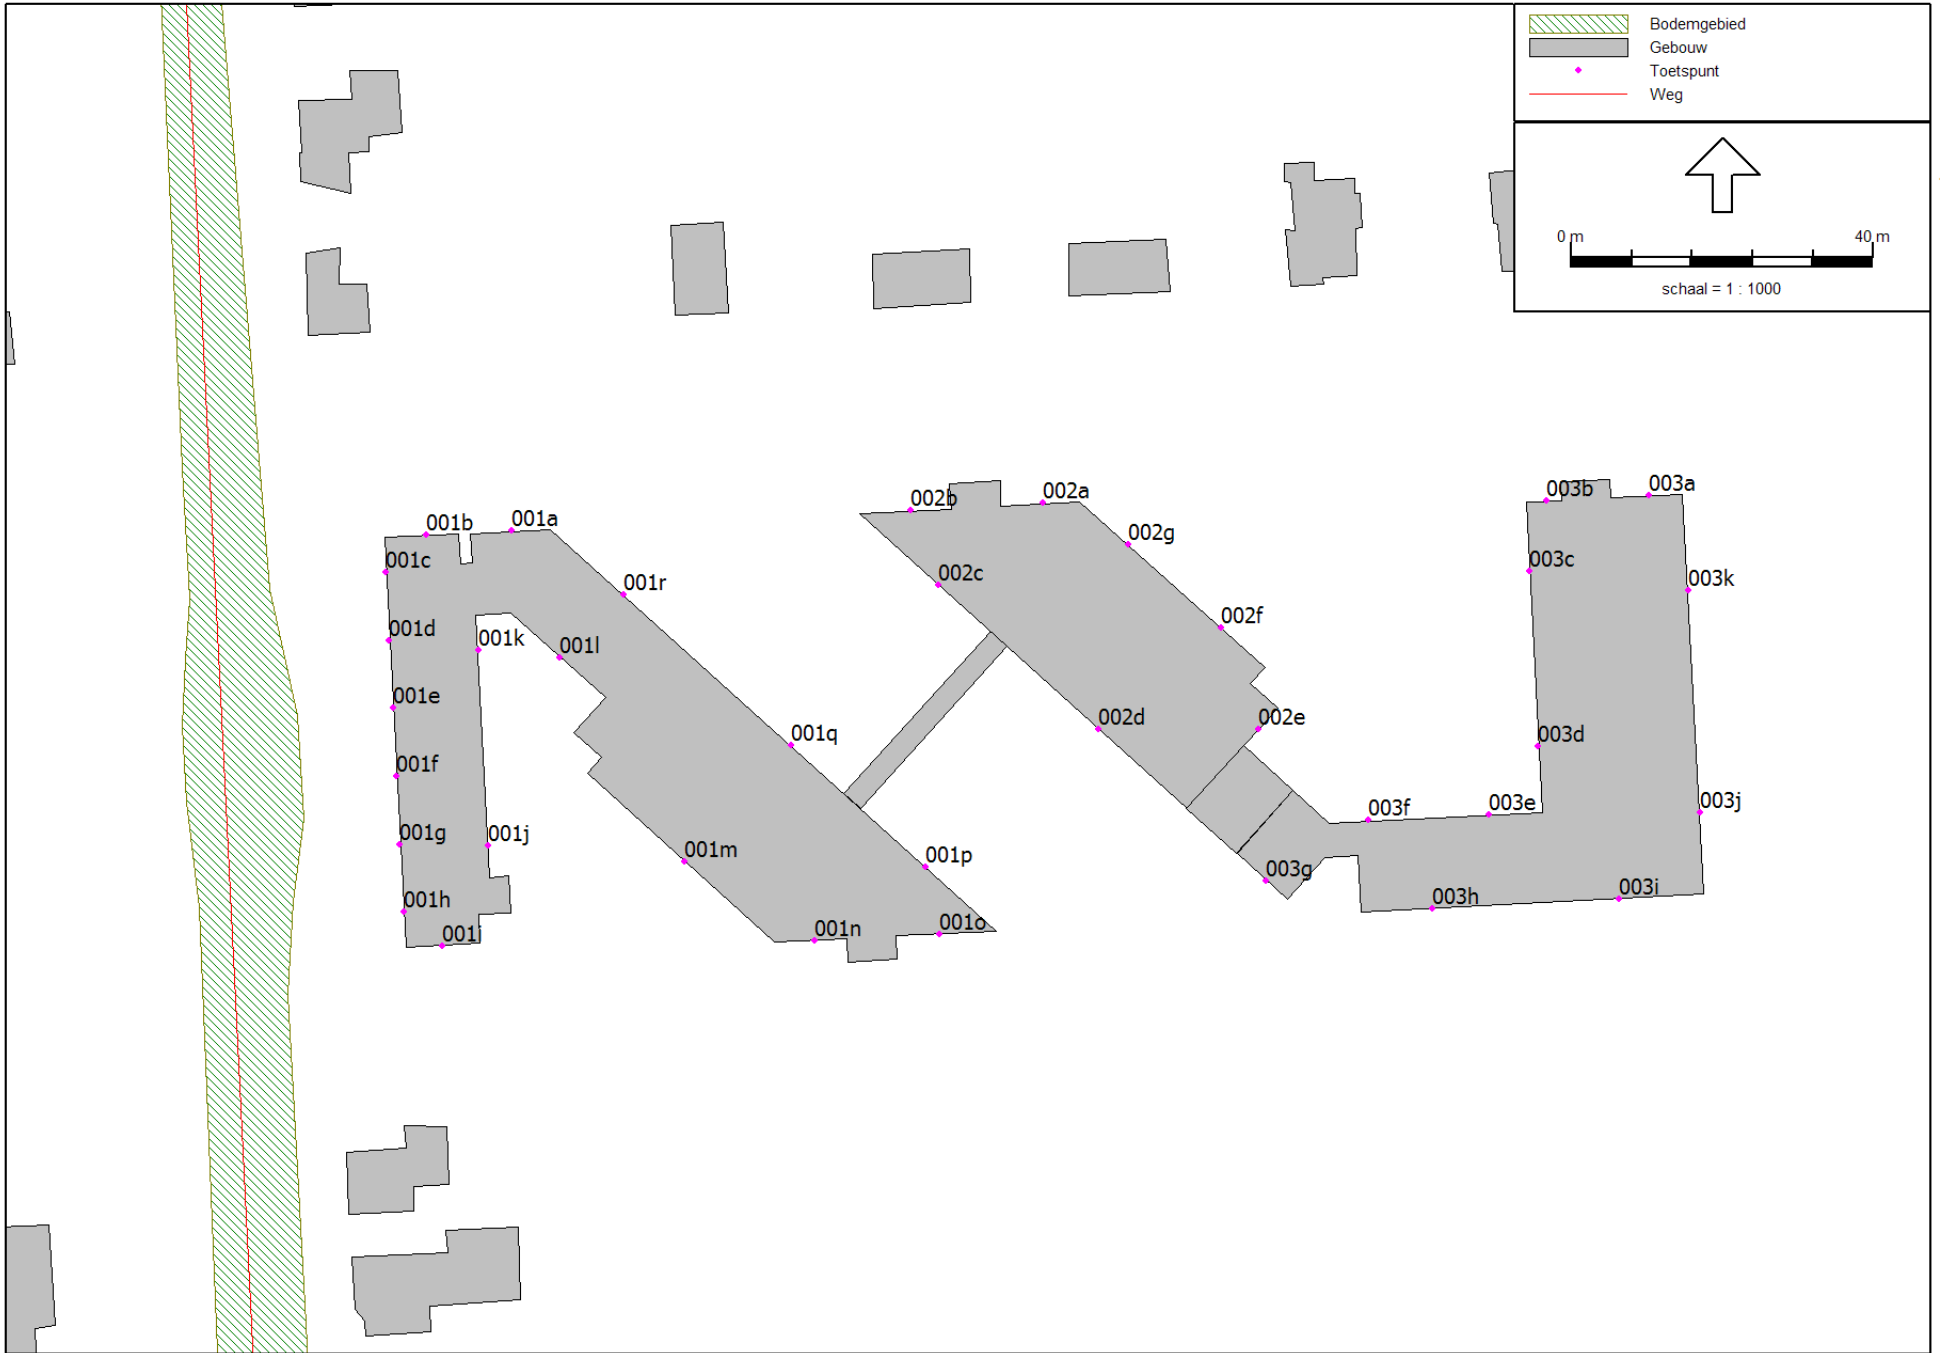 Bodemgebied
Gebouw
Toetspunt
Weg
0 m 40 m
schaal = 1 : 1000
002b 002a 003b 003a
001b 001a
002g
001c 002c 003c 003k
001r
001d 001k 001l 002f
001e 002d 002e
001q 003d
001f
001g 001j 003f 003e 003j
001m 001p
001h 003g 003h 003i
001i 001n 001o